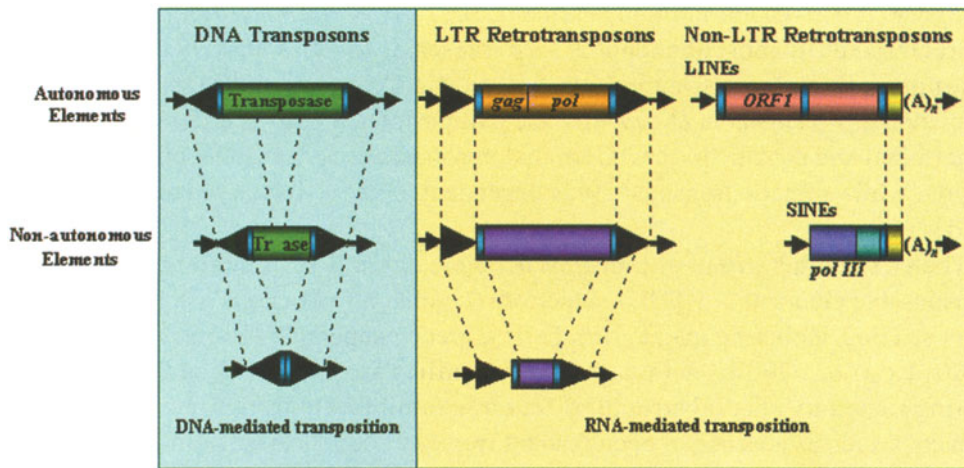 DNA Transposons
LTR Retrotransposons
Non-LTR Retrotransposons
LINEs
Autonomous
Elements
Transposase
gag pol
ORF1
(A)n
SINEs
Non-autonomous
Elements
Tr ase
(A)n
pol III
DNA-mediated transposition
RNA-mediated transposition